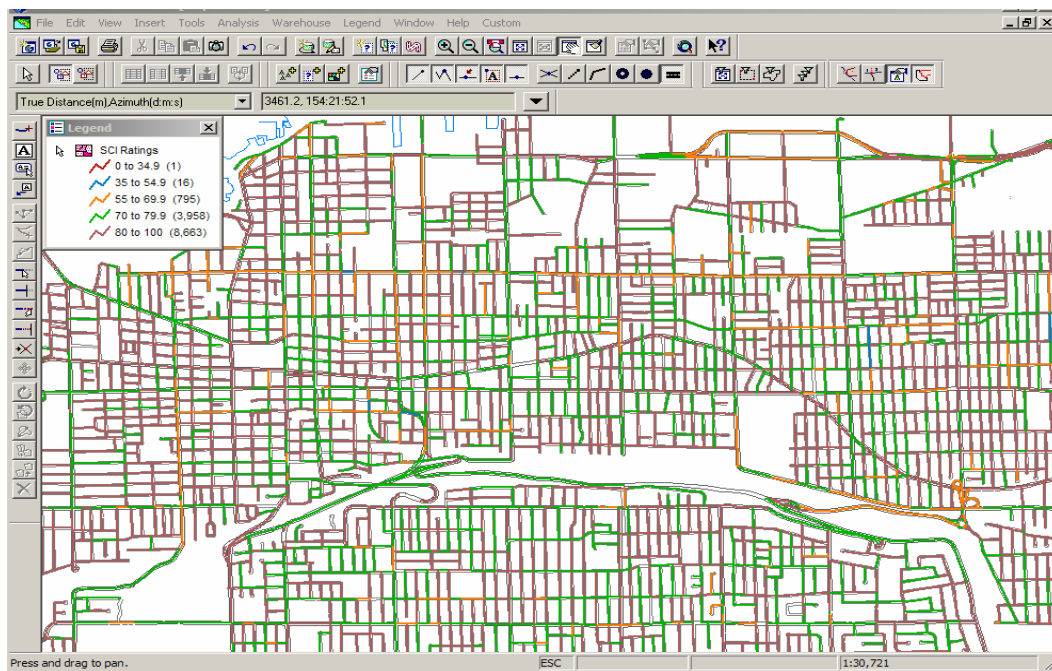 File Edit View Insert Tools Analysis Warehouse Legend Window Help Custom
True Distance(m),Azimuth(d:m:s) 3461.2, 154:21:52.1
Legend
SCI Ratings
0 to 34.9 (1)
35 to 54.9 (16)
55 to 69.9 (795)
70 to 79.9 (3,958)
80 to 100 (8,663)
Press and drag to pan. ESC 1:30,721